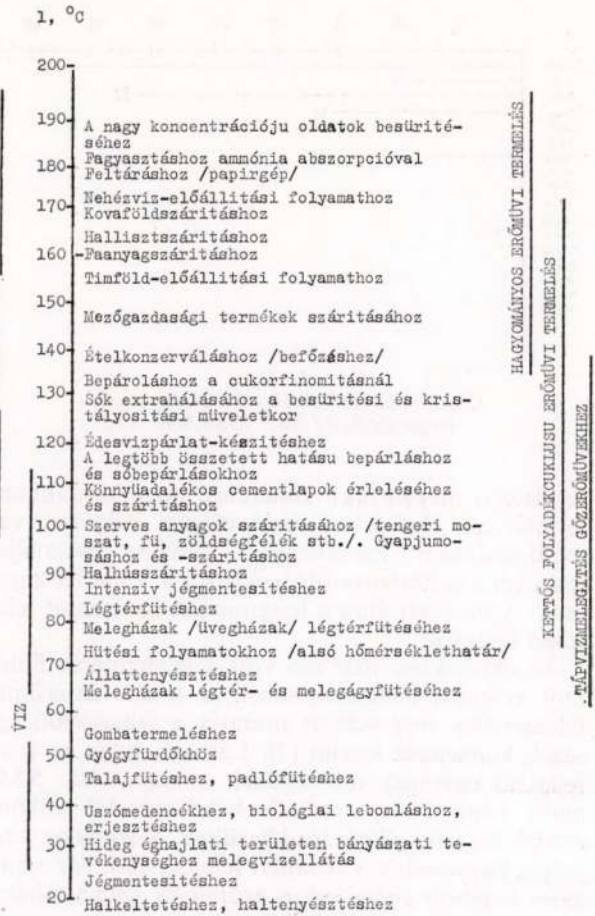 1, °C
200
190
A nagy koncentrációju oldatok besürité-
séhez
Fagyasztáshoz ammónia abszorpcióval
180
Feltáráshoz /papirgép/
Nehézviz-előállitási folyamathoz
170
Kovaföldszáritáshoz
Hallisztszáritáshoz
160
Faanyagszáritáshoz
Timföld-előállitási folyamathoz
150
Mezőgazdasági termékek száritásához
140
Ételkonzerváláshoz /befőzéshez/
Bepároláshoz a cukorfinomitásnál
130
Sók extrahálásához a besüritési és kris-
tályositási müveletkor
120
Édesvizpárlat-készitéshez
A legtöbb összetett hatásu bepárláshoz
és sóbepárlásokhoz
110
Könnyüadalékos cementlapok érleléséhez
és száritáshoz
100
Szerves anyagok száritásához /tengeri mo-
szat, fü, zöldségfélék stb./. Gyapjumo-
sáshoz és -száritáshoz
90
Halhússzáritáshoz
Intenziv jégmentesitéshez
Légtérfütéshez
80
Melegházak /üvegházak/ légtérfütéséhez
Hütési folyamatokhoz /alsó hőmérséklethatár/
70
Állattenyésztéshez
Melegházak légtér- és melegágyfütéséhez
60
Gombatermeléshez
50
Gyógyfürdőkhöz
Talajfütéshez, padlófütéshez
40
Uszómedencékhez, biológiai lebomláshoz,
erjesztéshez
30
Hideg éghajlati területen bányászati te-
vékenységhez melegvizellátás
Jégmentesitéshez
20
Halkeltetéshez, haltenyésztéshez
VIZ
HAGYOMÁNYOS ERŐMÜVI TERMELÉS
KETTŐS FOLYADÉKCIKLUSU ERŐMÜVI TERMELÉS
TÁPVIZMELEGITÉS GŐZERŐMÜVEKHEZ